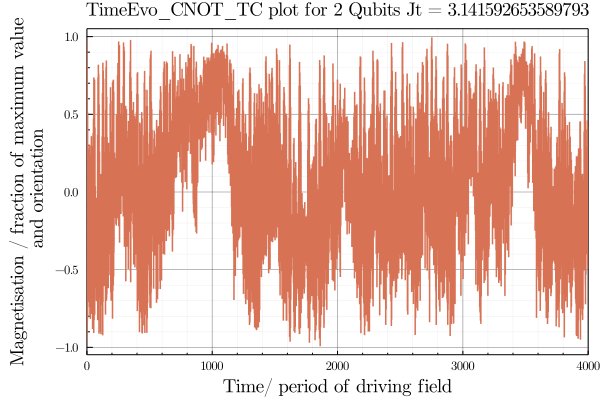 TimeEvo_CNOT_TC plot for 2 Qubits Jt = 3.141592653589793
Magnetisation / fraction of maximum value
and orientation
1.0
0.5
0.0
−0.5
−1.0
0 1000 2000 3000 4000
Time/ period of driving field